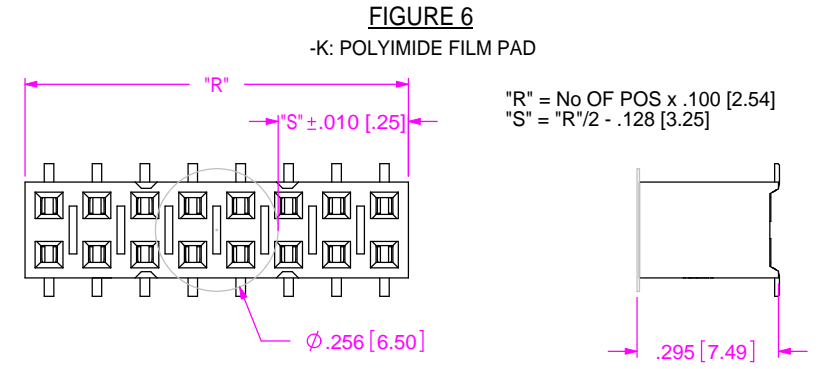 FIGURE 6
-K: POLYIMIDE FILM PAD
"R"
"R" = No OF POS x .100 [2.54]
"S" = "R"/2 - .128 [3.25]
"S" ±.010 [.25]
⌀.256 [6.50]
.295 [7.49]